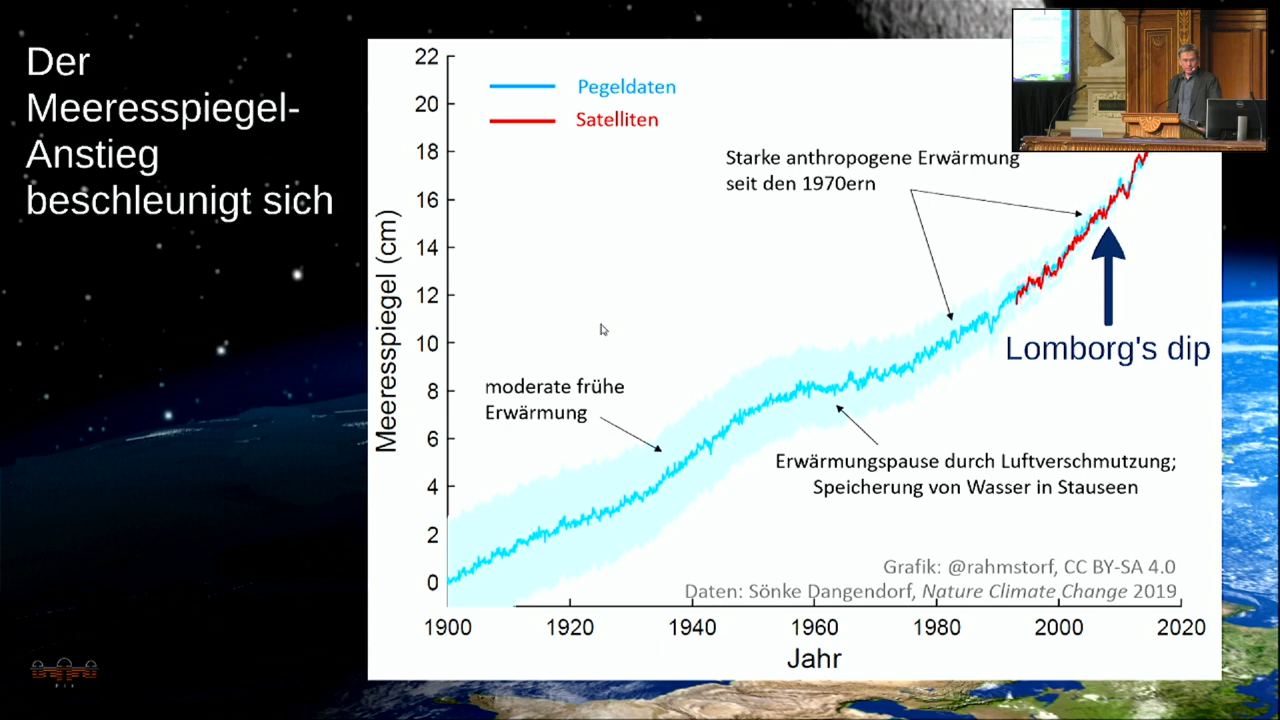 Der
Meeresspiegel-
Anstieg
beschleunigt sich
22
20
18
16
14
12
10
8
6
4
2
0
Meeresspiegel (cm)
Pegeldaten
Satelliten
Starke anthropogene Erwärmung
seit den 1970ern
Lomborg's dip
moderate frühe
Erwärmung
Erwärmungspause durch Luftverschmutzung;
Speicherung von Wasser in Stauseen
Grafik: @rahmstorf, CC BY-SA 4.0
Daten: Sönke Dangendorf, Nature Climate Change 2019
1900 1920 1940 1960 1980 2000 2020
Jahr